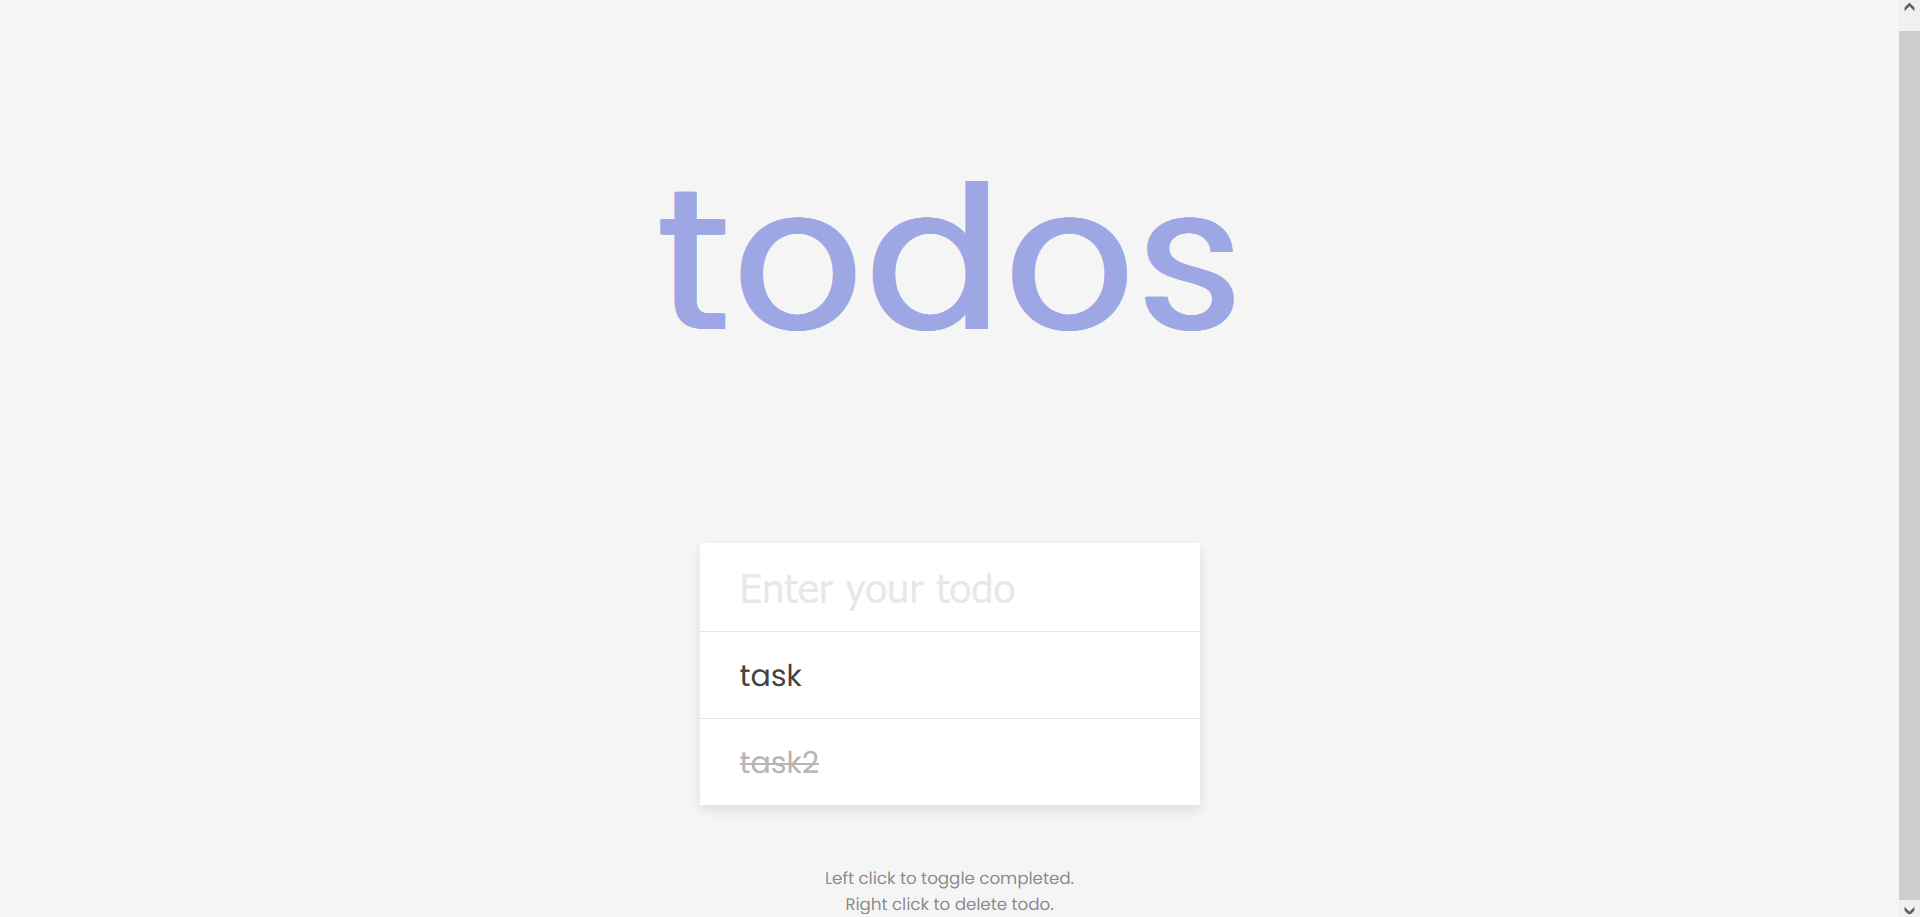 todos
Enter your todo
task
task2
Left click to toggle completed.
Right click to delete todo.